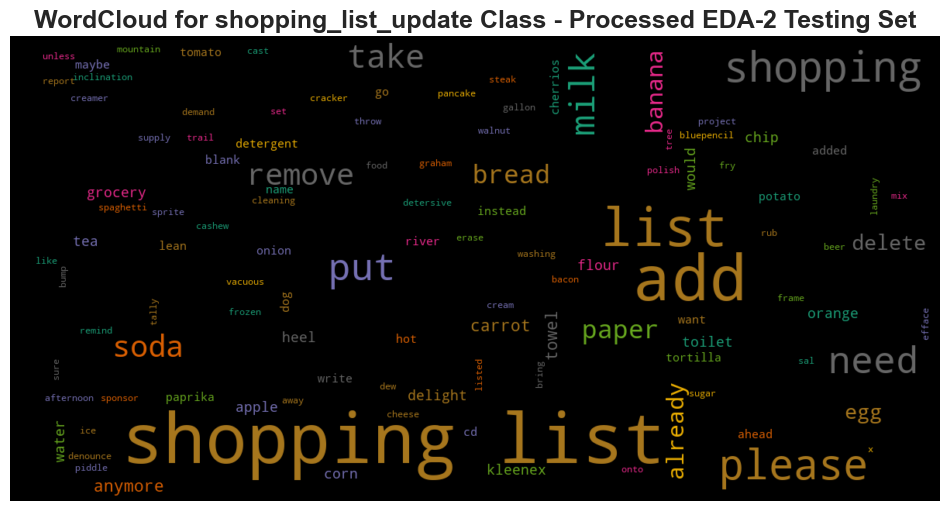 WordCloud for shopping_list_update Class - Processed EDA-2 Testing Set
unless
mountain
tomato
cast
take
shopping
maybe
report
inclination
creamer
steak
cherrios
milk
banana
cracker
go
pancake
gallon
demand
set
throw
supply
trail
detergent
walnut
project
tree
bluepencil
chip
blank
remove
food
graham
bread
polish
would
fry
added
grocery
name
cleaning
detersive
instead
potato
laundry
mix
spaghetti
sprite
cashew
tea
lean
onion
river
erase
washing
list
rub
beer
delete
like
bump
vacuous
put
flour
bacon
add
frame
tally
dog
frozen
cream
carrot
towel
paper
want
orange
efface
remind
soda
heel
hot
toilet
tortilla
sal
need
sure
write
listed
bring
afternoon
sponsor
paprika
apple
away
dew
delight
cheese
already
sugar
egg
water
ice
denounce
piddle
shopping list
cd
ahead
please
x
anymore
corn
kleenex
onto